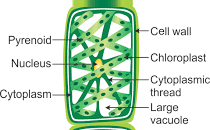 Cell wall
Pyrenoid
Chloroplast
Nucleus
Cytoplasmic
thread
Cytoplasm
Large
vacuole